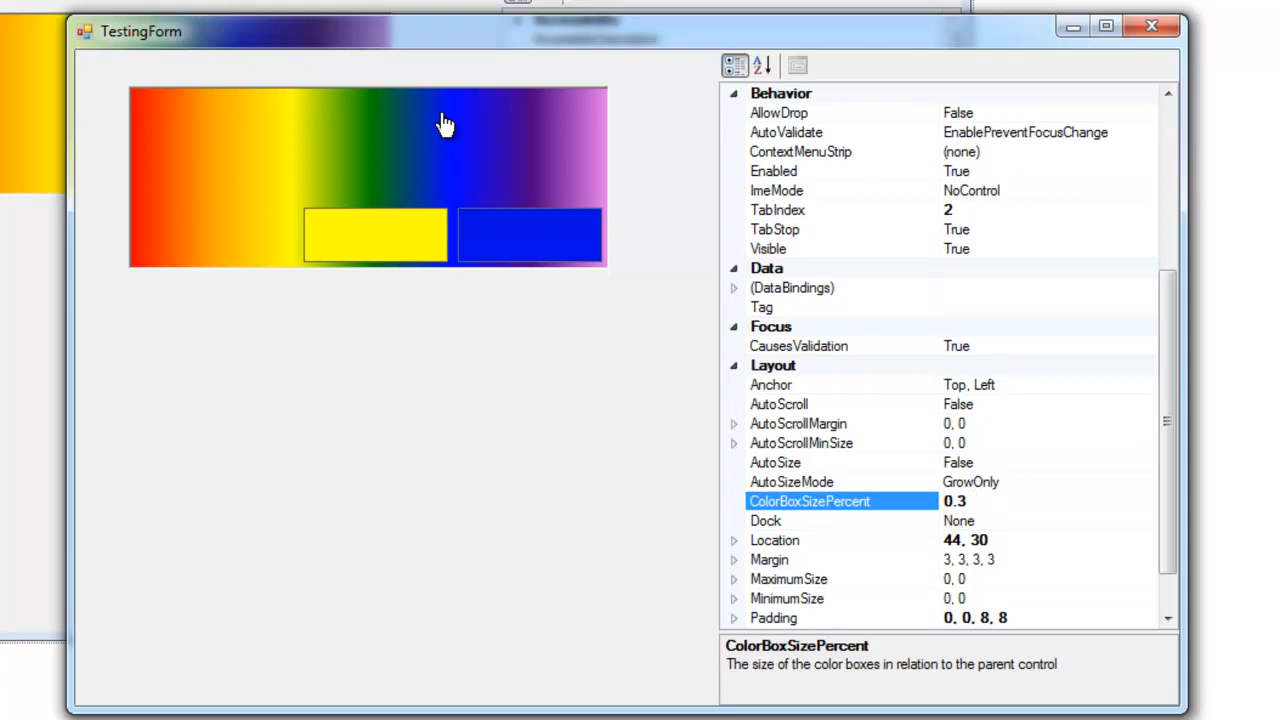 TestingForm
Behavior
AllowDrop False
AutoValidate EnablePreventFocusChange
ContextMenuStrip (none)
Enabled True
ImeMode NoControl
TabIndex 2
TabStop True
Visible True
Data
(DataBindings)
Tag
Focus
CausesValidation True
Layout
Anchor Top, Left
AutoScroll False
AutoScrollMargin 0, 0
AutoScrollMinSize 0, 0
AutoSize False
AutoSizeMode GrowOnly
ColorBoxSizePercent 0.3
Dock None
Location 44, 30
Margin 3, 3, 3, 3
MaximumSize 0, 0
MinimumSize 0, 0
Padding 0, 0, 8, 8
ColorBoxSizePercent
The size of the color boxes in relation to the parent control